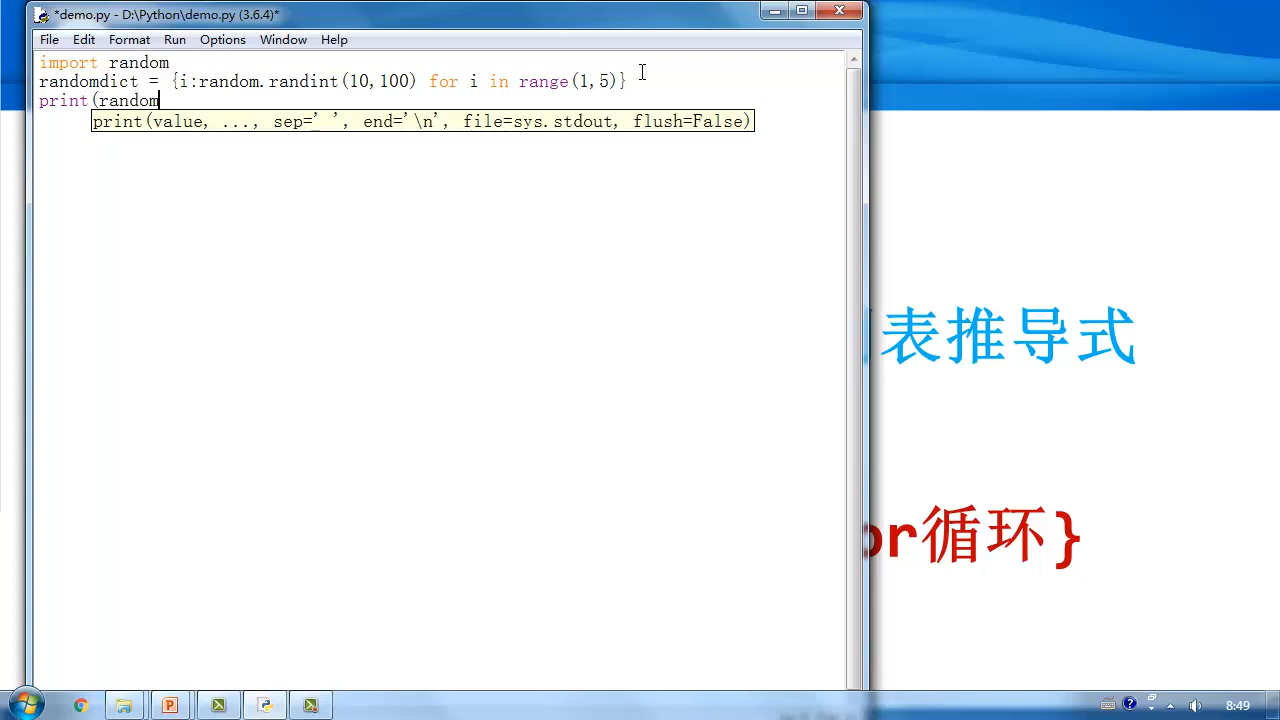 *demo.py - D:\Python\demo.py (3.6.4)*
File Edit Format Run Options Window Help
import random
randomdict = {i:random.randint(10,100) for i in range(1,5)}
print(random
print(value, ..., sep=' ', end='\n', file=sys.stdout, flush=False)
表推导式
or循环}
8:49